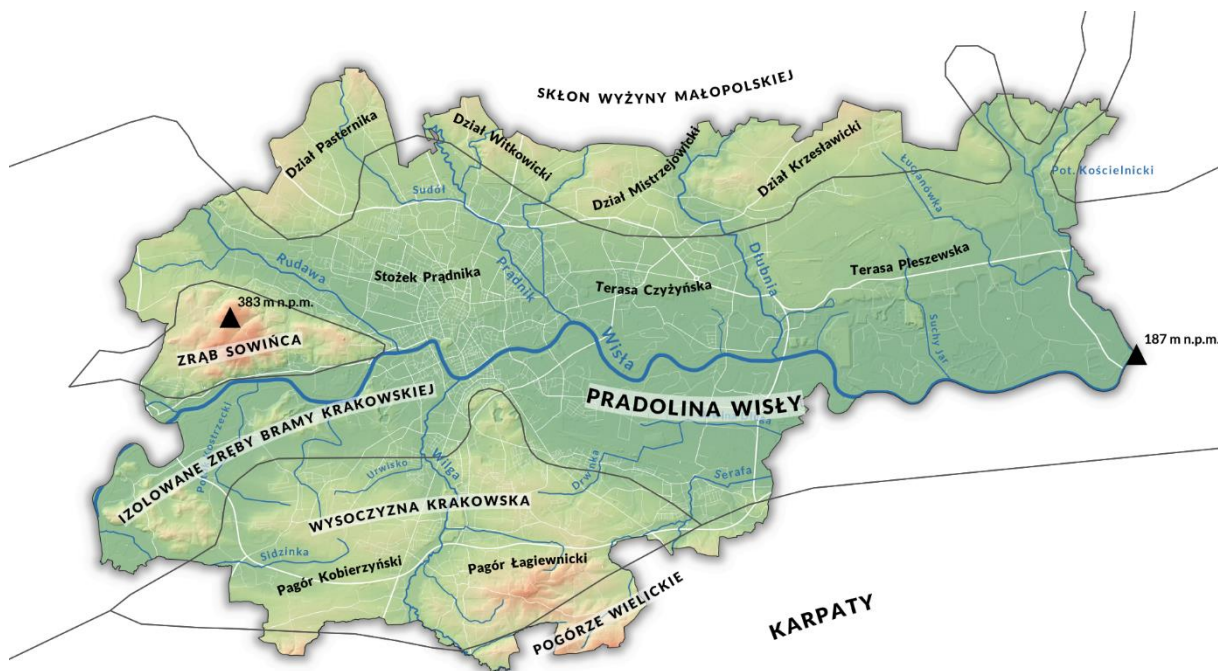 SKŁON WYŻYNY MAŁOPOLSKIEJ
Dział Pasternika
Dział Witkowicki
Dział Mistrzejowicki
Dział Krzesławicki
Łuczanówka
Pot. Kościelnicki
Sudół
Rudawa
Stożek Prądnika
Prądnik
Terasa Czyżyńska
Dłubnia
Terasa Pleszewska
383 m n.p.m.
ZRĄB SOWIŃCA
Wisła
Suchy Jar
187 m n.p.m.
PRADOLINA WISŁY
IZOLOWANE ZRĘBY BRAMY KRAKOWSKIEJ
Urwisko
Wilga
Drwinka
Serafa
WYSOCZYZNA KRAKOWSKA
Sidzinka
Pagór Kobierzyński
Pagór Łagiewnicki
POGÓRZE WIELICKIE
KARPATY